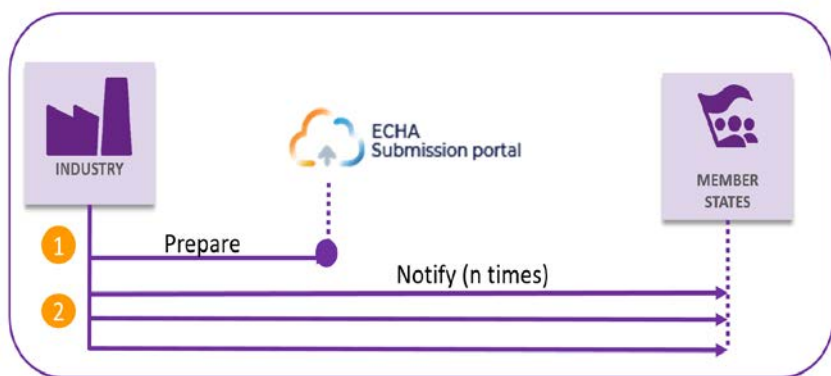 ECHA
Submission portal
INDUSTRY
MEMBER
STATES
1
Prepare
Notify (n times)
2